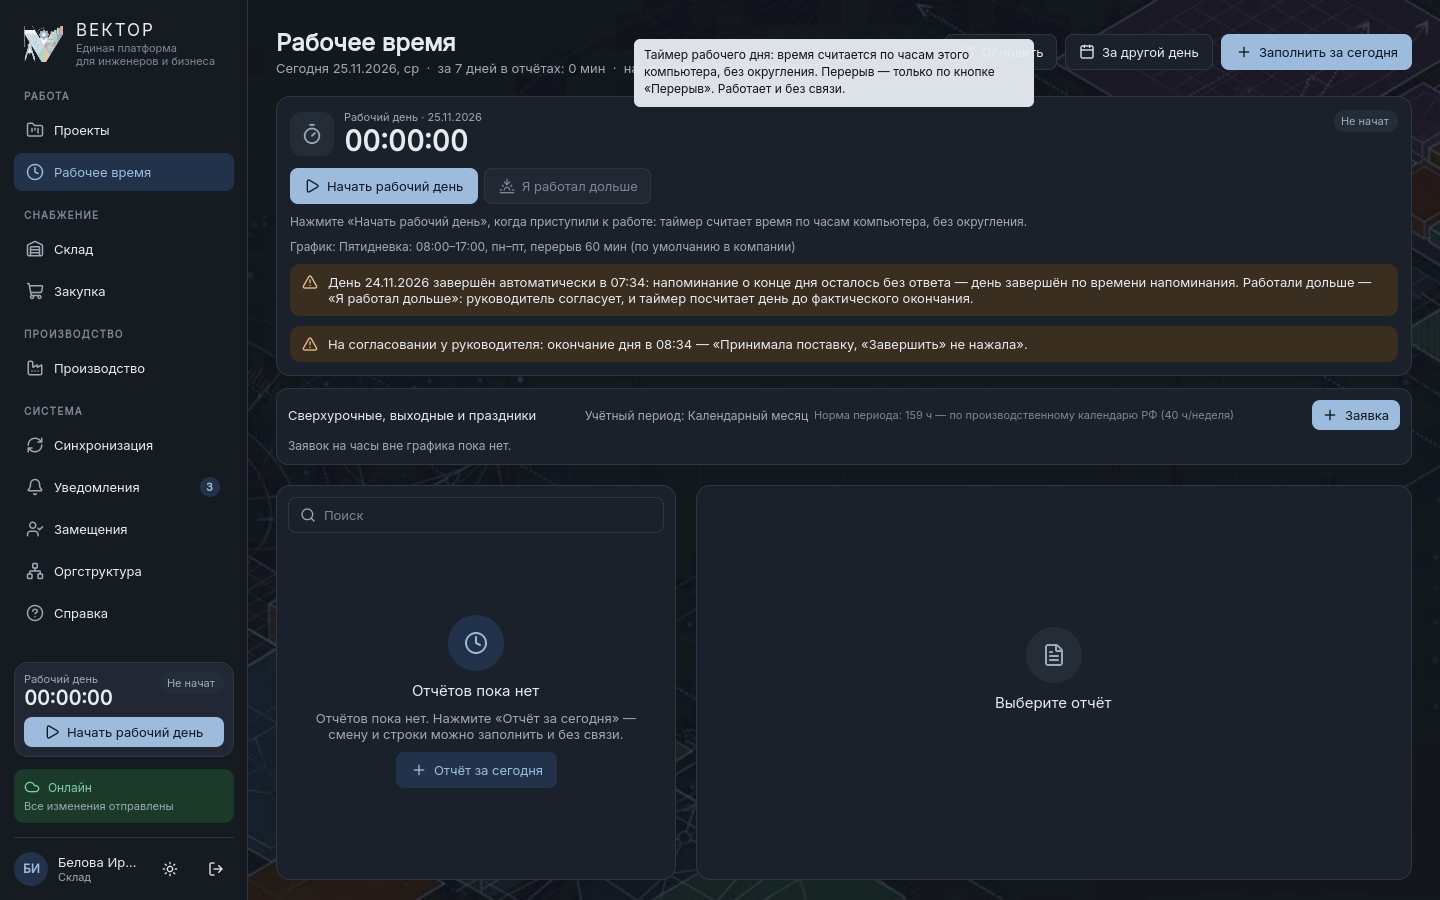 ВЕКТОР
Единая платформа
для инженеров и бизнеса
РАБОТА
Проекты
Рабочее время
СНАБЖЕНИЕ
Склад
Закупка
ПРОИЗВОДСТВО
Производство
СИСТЕМА
Синхронизация
Уведомления
3
Замещения
Оргструктура
Справка
Рабочий день
00:00:00
Не начат
Начать рабочий день
Онлайн
Все изменения отправлены
БИ
Белова Ир...
Склад
Рабочее время
Сегодня 25.11.2026, ср · за 7 дней в отчётах: 0 мин ·
Таймер рабочего дня: время считается по часам этого
компьютера, без округления. Перерыв — только по кнопке
«Перерыв». Работает и без связи.
Обновить
За другой день
Заполнить за сегодня
Рабочий день · 25.11.2026
00:00:00
Не начат
Начать рабочий день
Я работал дольше
Нажмите «Начать рабочий день», когда приступили к работе: таймер считает время по часам компьютера, без округления.
График: Пятидневка: 08:00–17:00, пн–пт, перерыв 60 мин (по умолчанию в компании)
День 24.11.2026 завершён автоматически в 07:34: напоминание о конце дня осталось без ответа — день завершён по времени напоминания. Работали дольше —
«Я работал дольше»: руководитель согласует, и таймер посчитает день до фактического окончания.
На согласовании у руководителя: окончание дня в 08:34 — «Принимала поставку, «Завершить» не нажала».
Сверхурочные, выходные и праздники
Учётный период: Календарный месяц
Норма периода: 159 ч — по производственному календарю РФ (40 ч/неделя)
Заявка
Заявок на часы вне графика пока нет.
Поиск
Отчётов пока нет
Отчётов пока нет. Нажмите «Отчёт за сегодня» —
смену и строки можно заполнить и без связи.
Отчёт за сегодня
Выберите отчёт